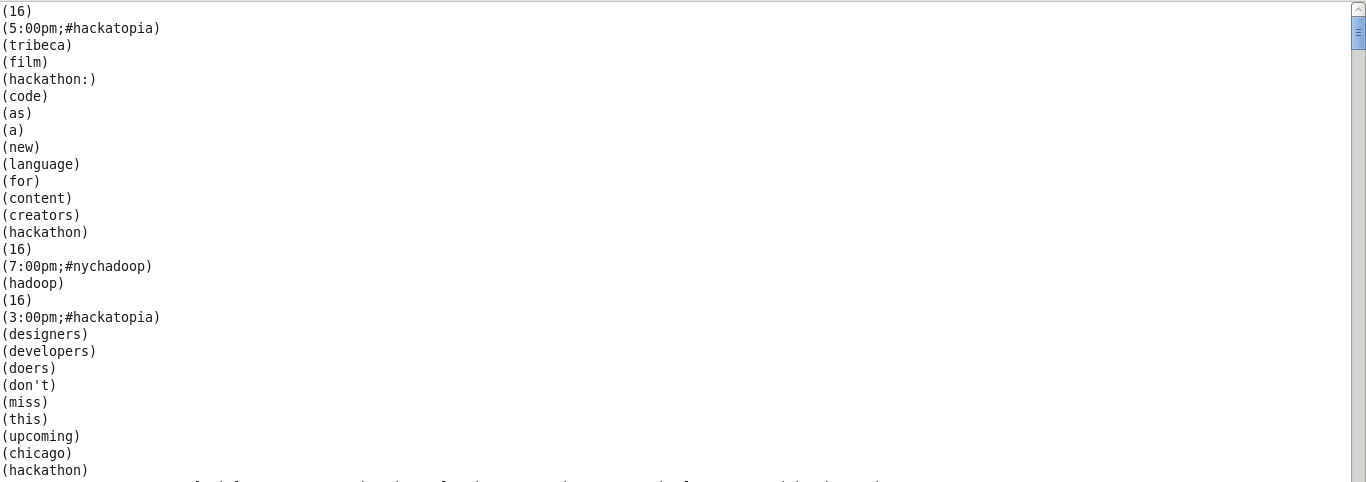 (16)
(5:00pm;#hackatopia)
(tribeca)
(film)
(hackathon:)
(code)
(as)
(a)
(new)
(language)
(for)
(content)
(creators)
(hackathon)
(16)
(7:00pm;#nychadoop)
(hadoop)
(16)
(3:00pm;#hackatopia)
(designers)
(developers)
(doers)
(don't)
(miss)
(this)
(upcoming)
(chicago)
(hackathon)